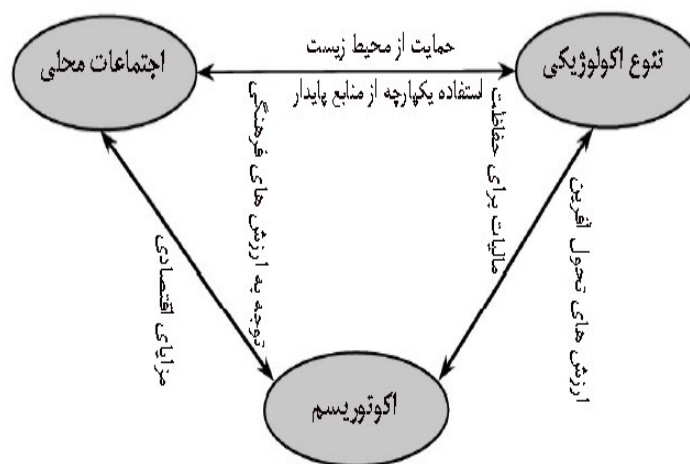 حمایت از محیط زیست
اجتماعات محلی
تنوع اکولوژیکی
استفاده یکهارچه از منابع پایدار
توجه به ارزش های فرهنگی
مالیات برای حفاظت
مزایای اقتصادی
ارزش های تحول آفرین
اکوتوریسم